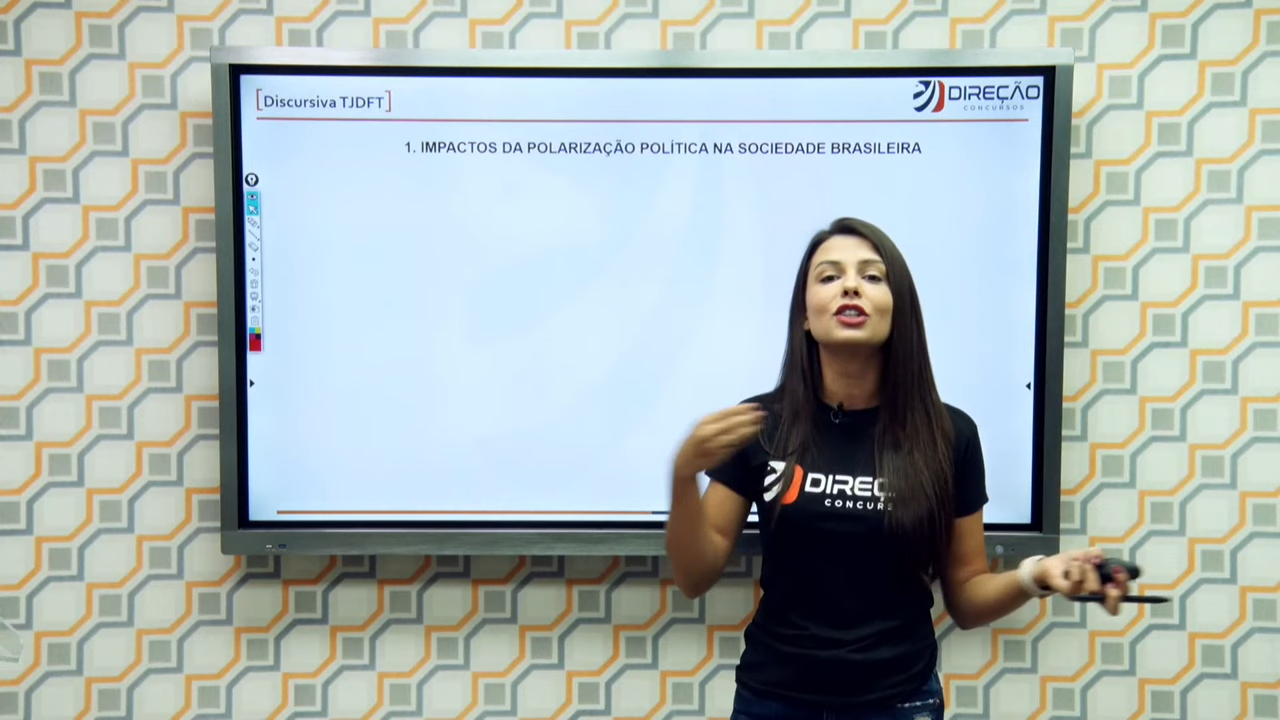 [Discursiva TJDFT]
DIREÇÃO
CONCURSOS
1. IMPACTOS DA POLARIZAÇÃO POLÍTICA NA SOCIEDADE BRASILEIRA
DIREÇ
CONCURS